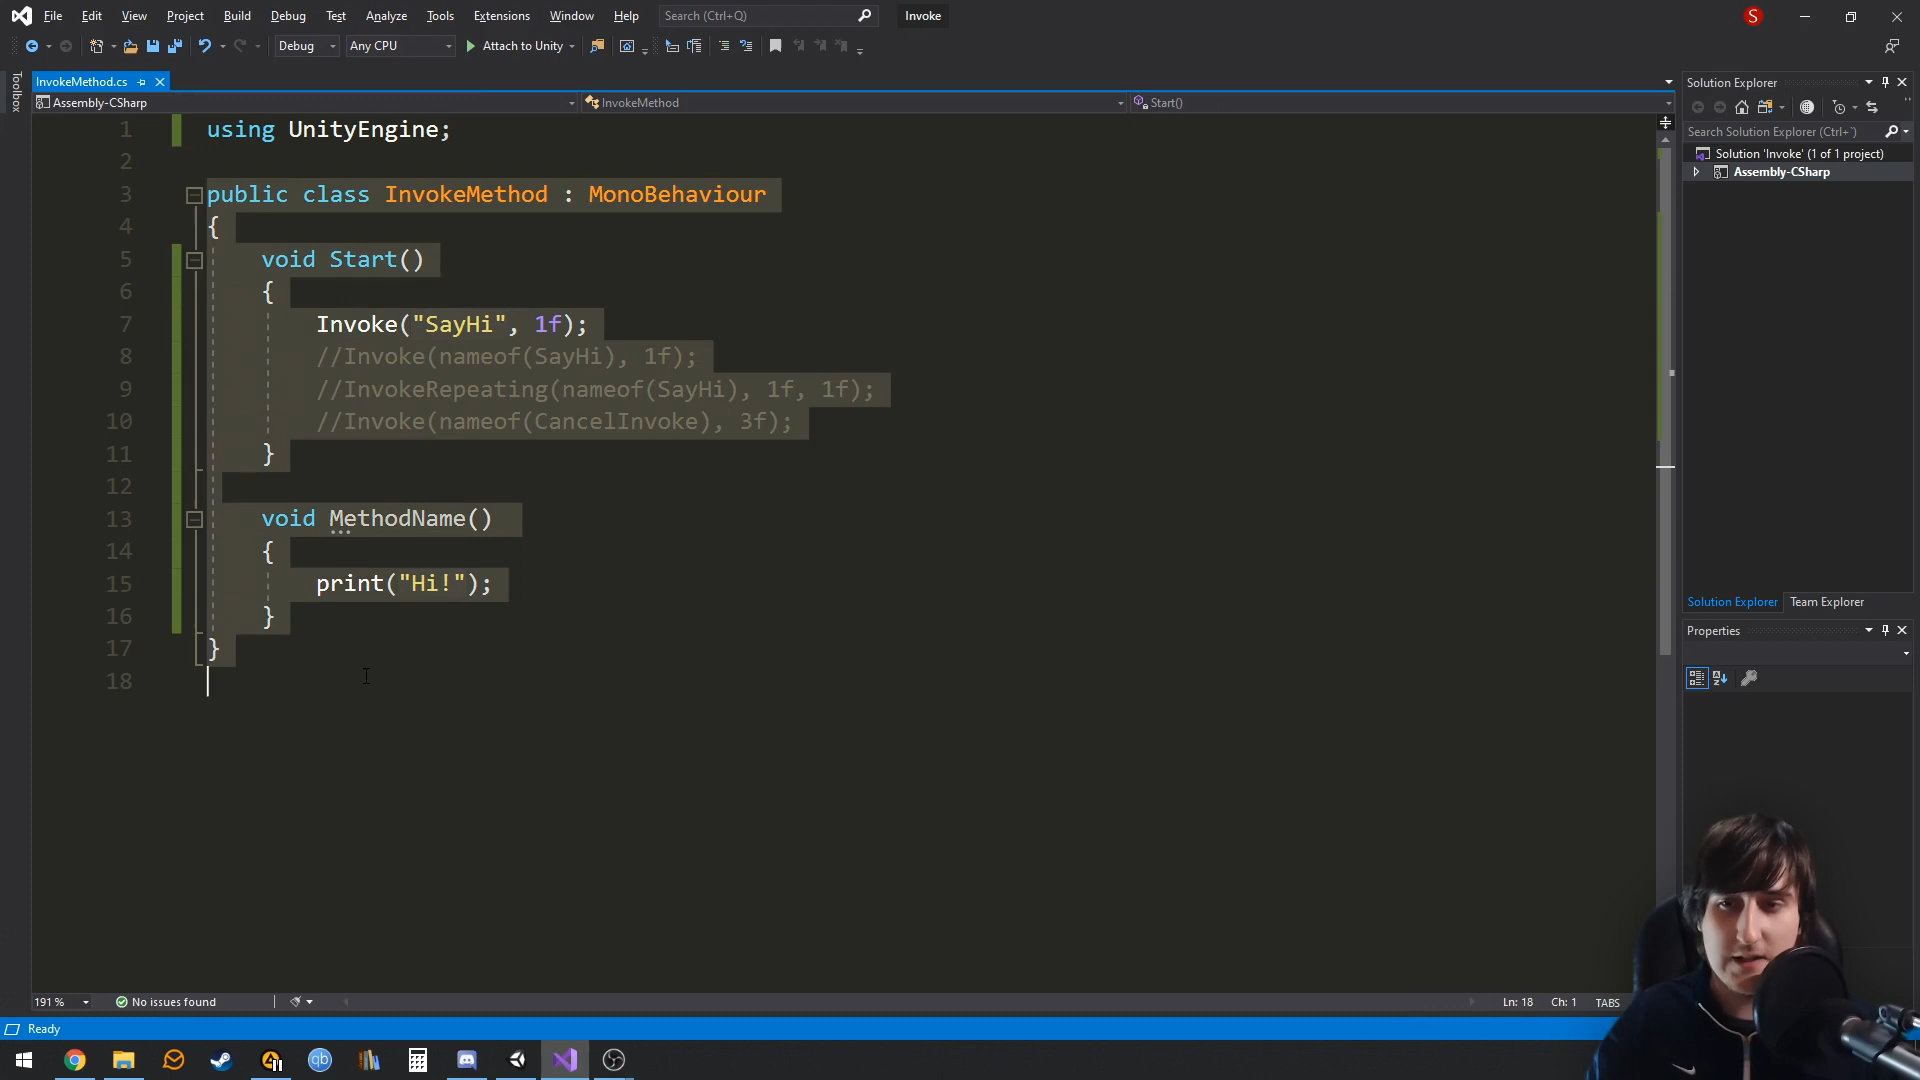 File Edit View Project Build Debug Test Analyze Tools Extensions Window Help Search (Ctrl+Q) Invoke S
Debug Any CPU Attach to Unity
Toolbox
InvokeMethod.cs
Assembly-CSharp InvokeMethod Start()
1 using UnityEngine;
2
3 public class InvokeMethod : MonoBehaviour
4 {
5 void Start()
6 {
7 Invoke("SayHi", 1f);
8 //Invoke(nameof(SayHi), 1f);
9 //InvokeRepeating(nameof(SayHi), 1f, 1f);
10 //Invoke(nameof(CancelInvoke), 3f);
11 }
12
13 void MethodName()
14 {
15 print("Hi!");
16 }
17 }
18
Solution Explorer
Search Solution Explorer (Ctrl+`)
Solution 'Invoke' (1 of 1 project)
Assembly-CSharp
Solution Explorer Team Explorer
Properties
191 % No issues found Ln: 18 Ch: 1 TABS
Ready
qb